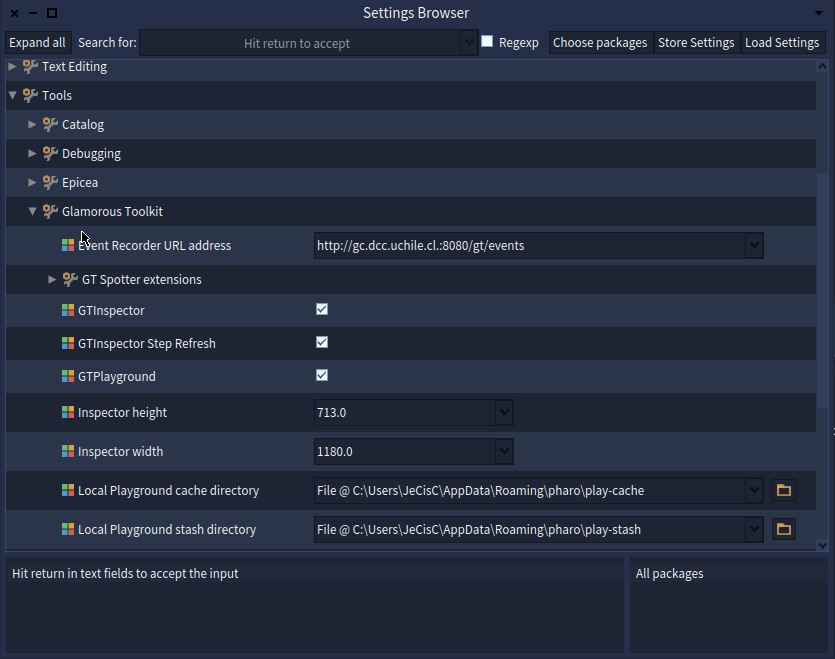 Settings Browser
Expand all Search for: Hit return to accept Regexp Choose packages Store Settings Load Settings
Text Editing
Tools
Catalog
Debugging
Epicea
Glamorous Toolkit
Event Recorder URL address http://gc.dcc.uchile.cl.:8080/gt/events
GT Spotter extensions
GTInspector
GTInspector Step Refresh
GTPlayground
Inspector height 713.0
Inspector width 1180.0
Local Playground cache directory File @ C:\Users\JeCisC\AppData\Roaming\pharo\play-cache
Local Playground stash directory File @ C:\Users\JeCisC\AppData\Roaming\pharo\play-stash
Hit return in text fields to accept the input All packages